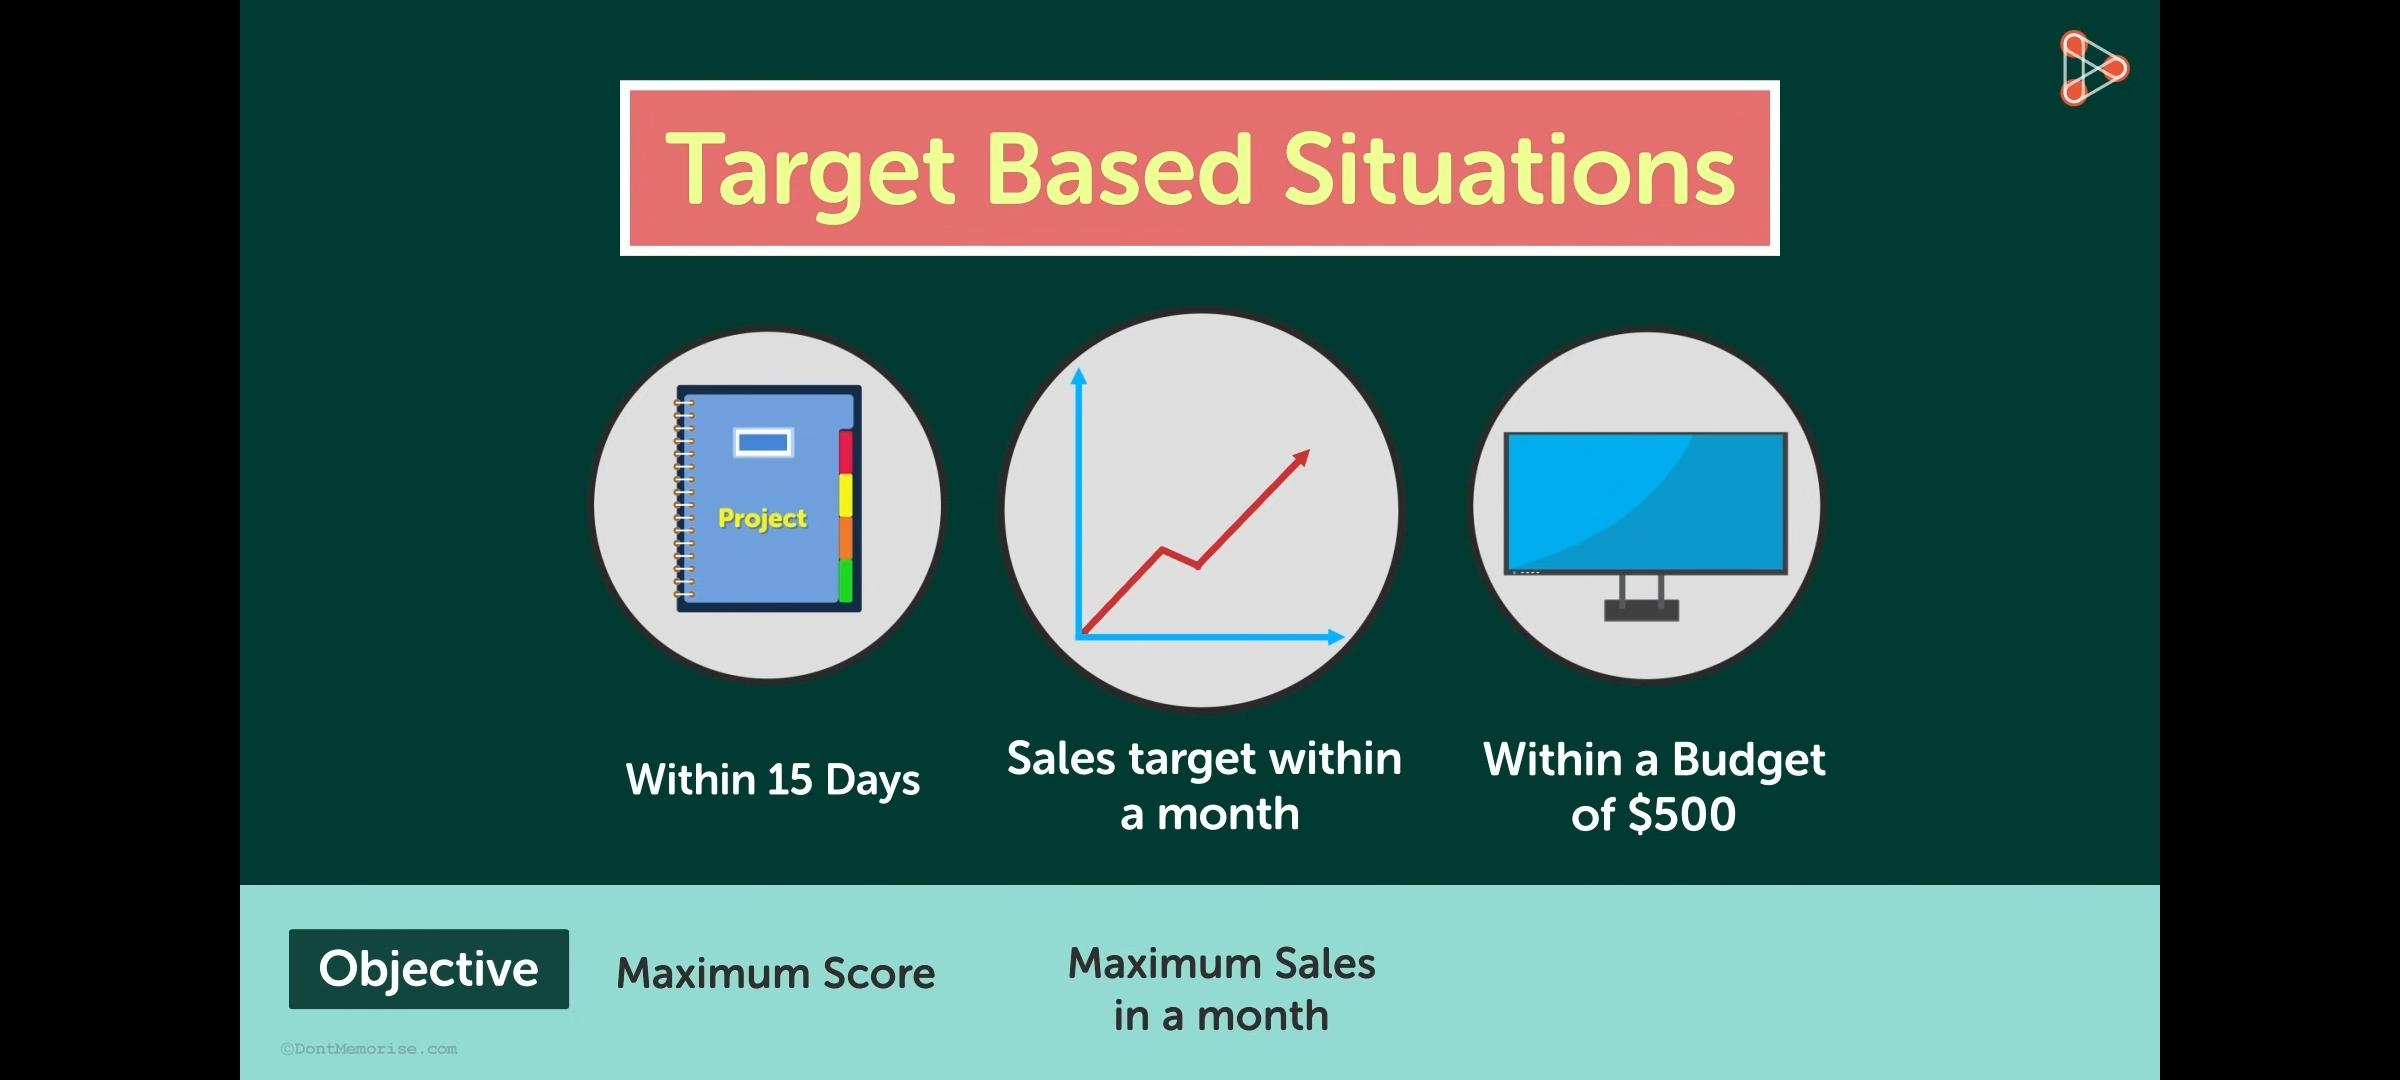 Target Based Situations
Project
Within 15 Days
Sales target within
a month
Within a Budget
of $500
Objective
Maximum Score
Maximum Sales
in a month
©DontMemorise.com